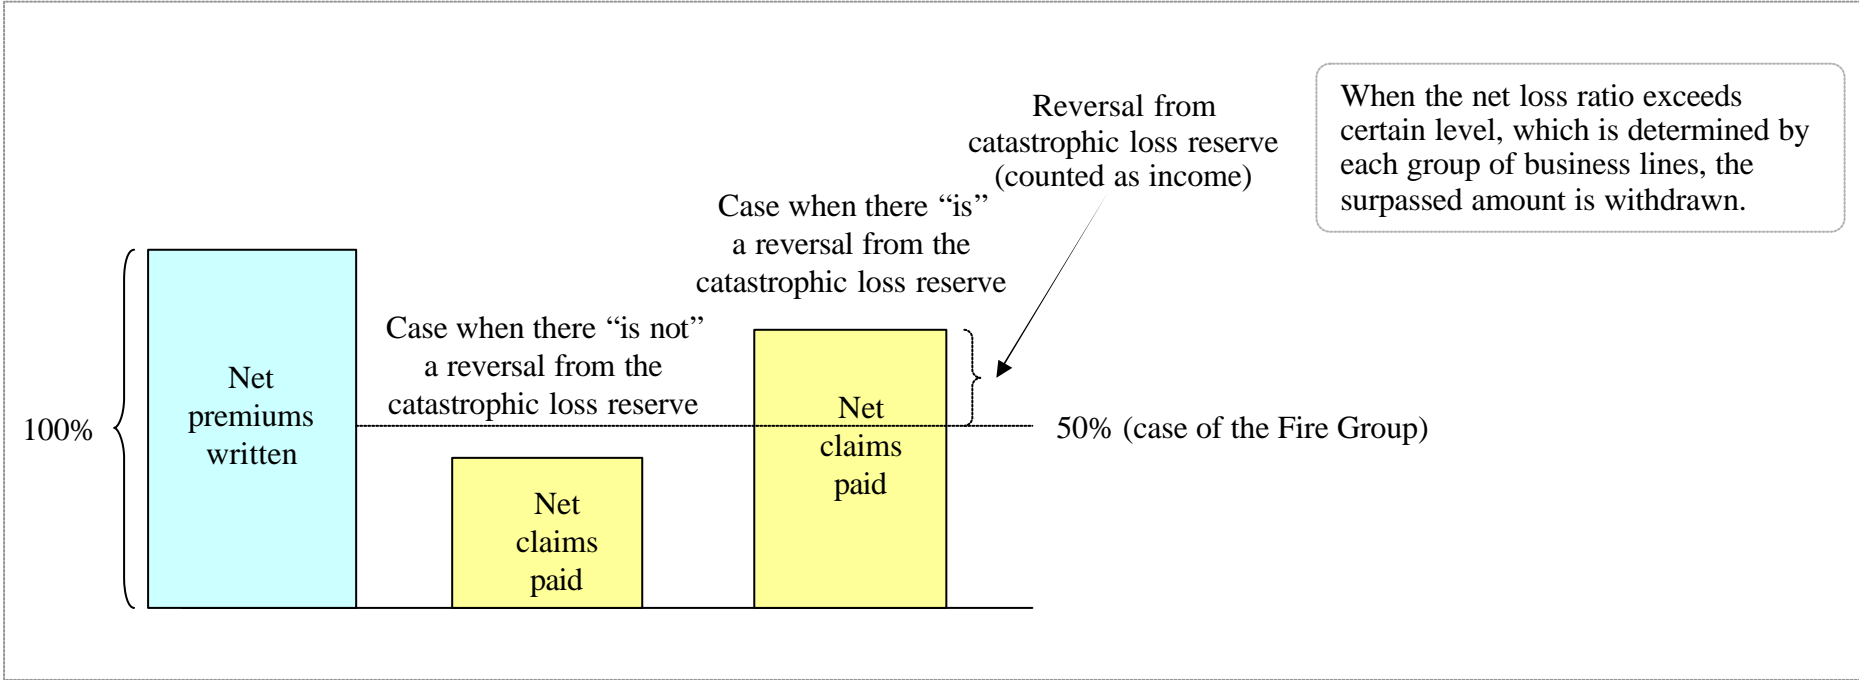 Reversal from
catastrophic loss reserve
(counted as income)
When the net loss ratio exceeds
certain level, which is determined by
each group of business lines, the
surpassed amount is withdrawn.
Case when there “is”
a reversal from the
catastrophic loss reserve
Case when there “is not”
a reversal from the
catastrophic loss reserve
100%
Net
premiums
written
Net
claims
paid
Net
claims
paid
50% (case of the Fire Group)